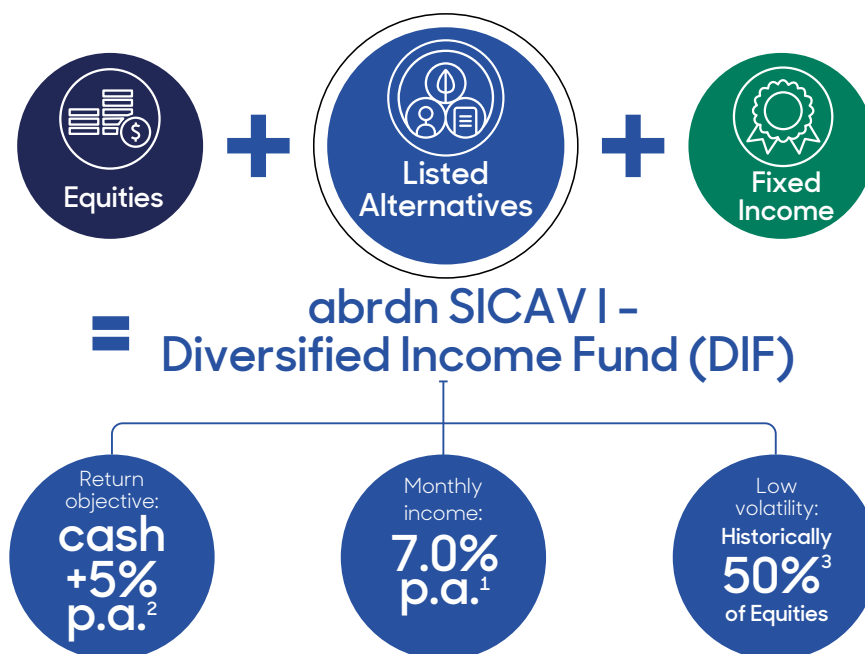 $
Equities
+
Listed
Alternatives
+
Fixed
Income
=
abrdn SICAV I –
Diversified Income Fund (DIF)
Return
objective:
cash
+5%
p.a.2
Monthly
income:
7.0%
p.a.1
Low
volatility:
Historically
50%3
of Equities